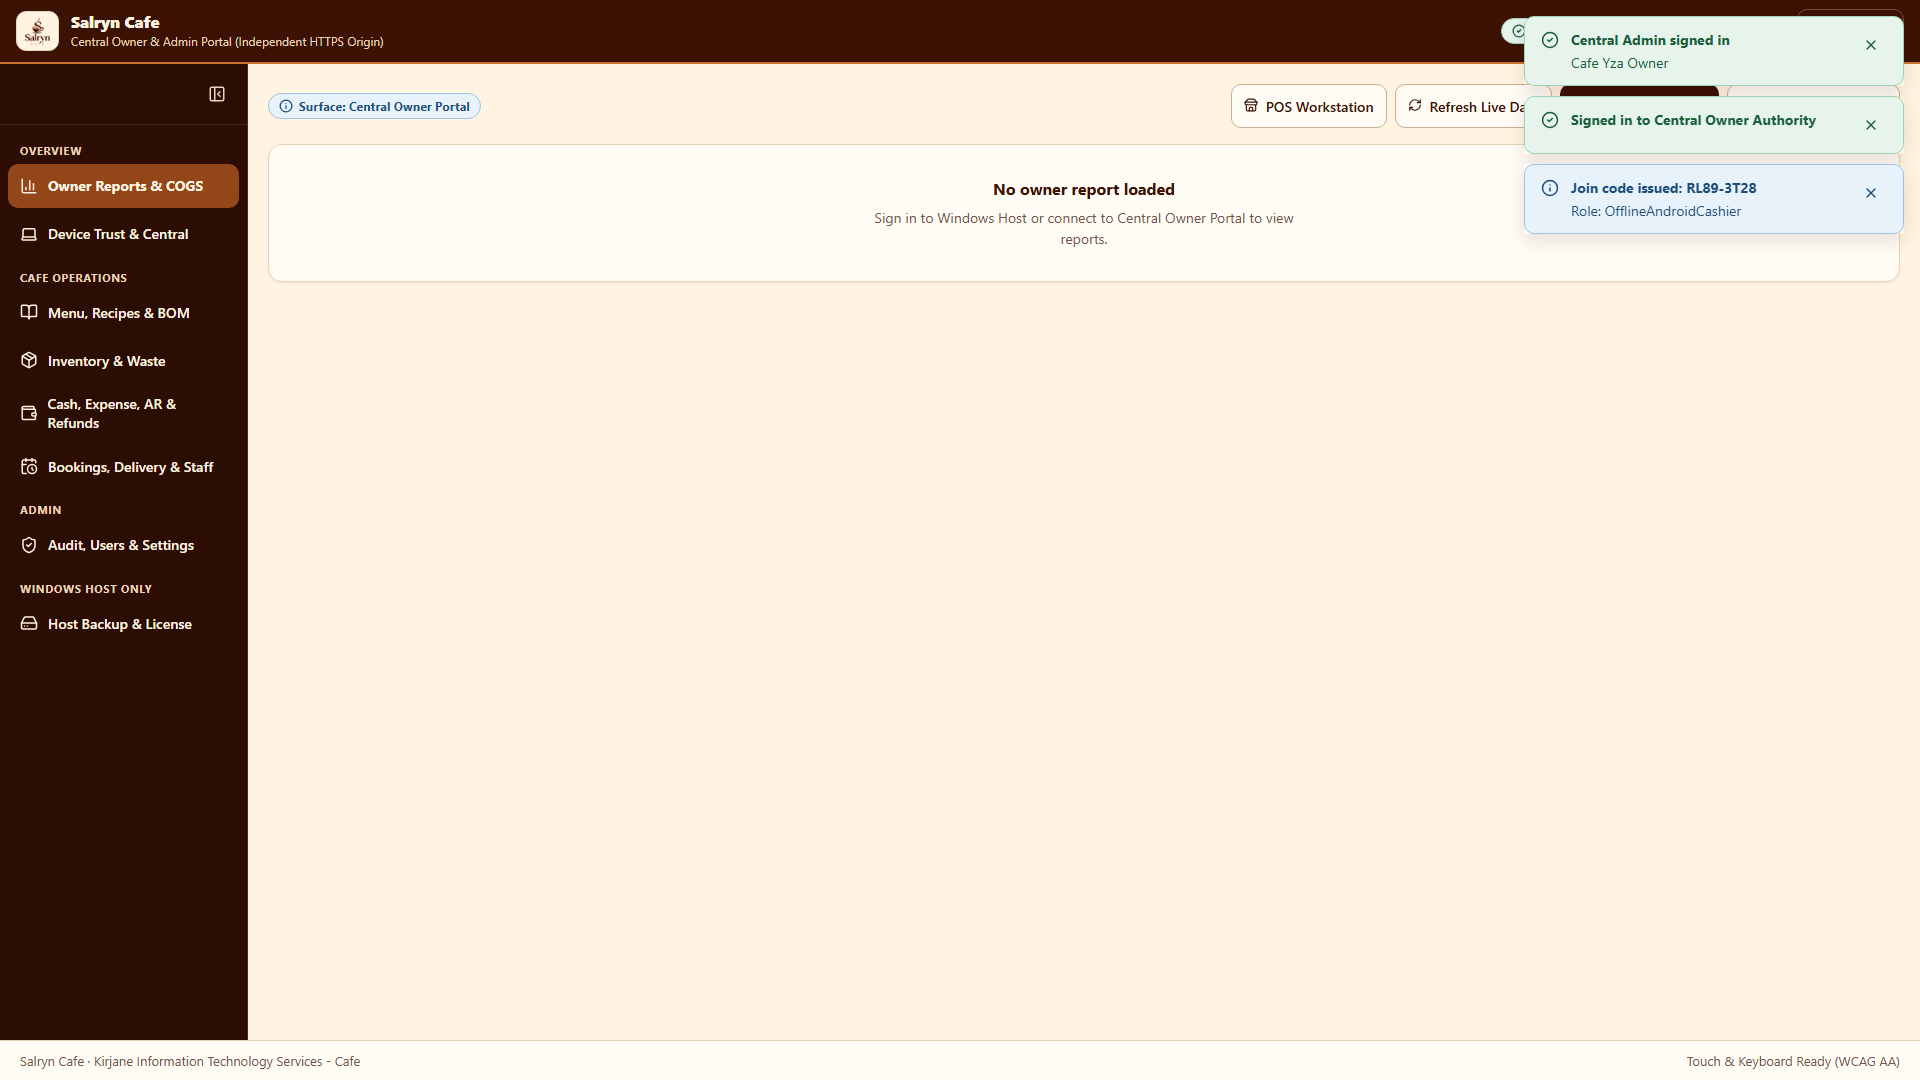 Salryn
Salryn Cafe
Central Owner & Admin Portal (Independent HTTPS Origin)
Central Admin signed in
Cafe Yza Owner
Signed in to Central Owner Authority
Join code issued: RL89-3T28
Role: OfflineAndroidCashier
OVERVIEW
Owner Reports & COGS
Device Trust & Central
CAFE OPERATIONS
Menu, Recipes & BOM
Inventory & Waste
Cash, Expense, AR &
Refunds
Bookings, Delivery & Staff
ADMIN
Audit, Users & Settings
WINDOWS HOST ONLY
Host Backup & License
Surface: Central Owner Portal
POS Workstation
Refresh Live Da
No owner report loaded
Sign in to Windows Host or connect to Central Owner Portal to view
reports.
Salryn Cafe · Kirjane Information Technology Services - Cafe
Touch & Keyboard Ready (WCAG AA)